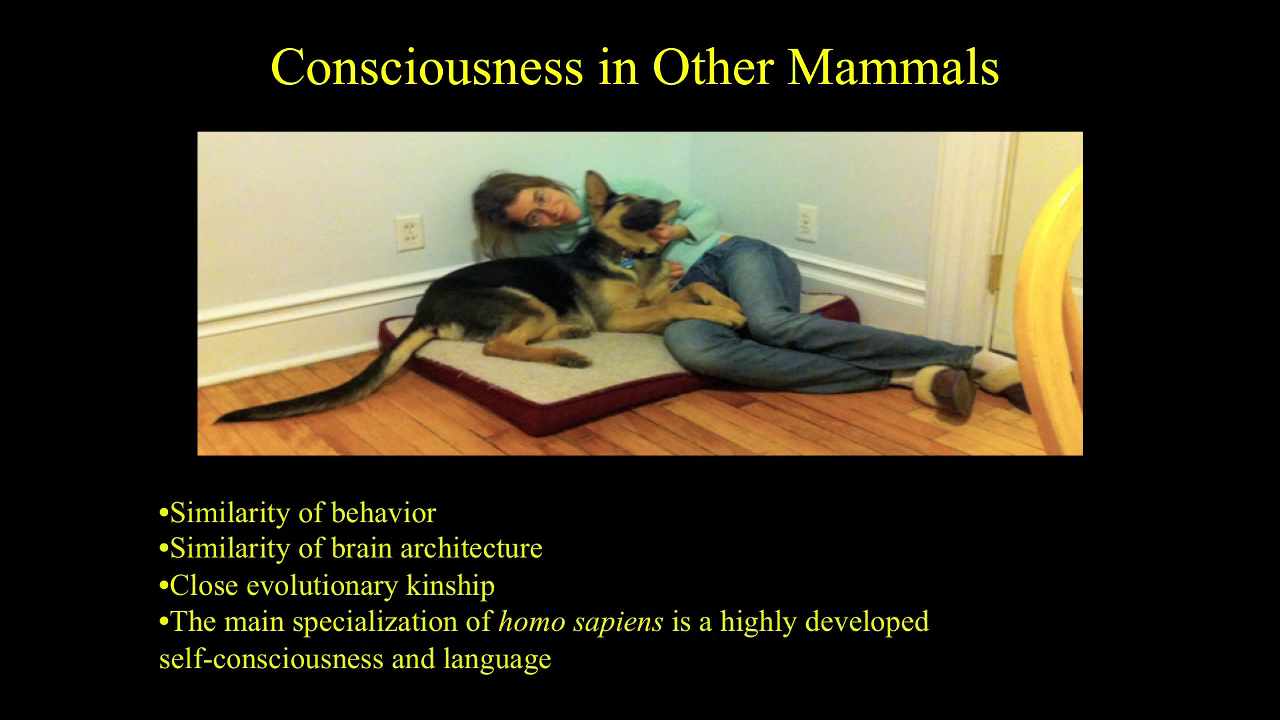 Consciousness in Other Mammals
•Similarity of behavior
•Similarity of brain architecture
•Close evolutionary kinship
•The main specialization of homo sapiens is a highly developed
self-consciousness and language